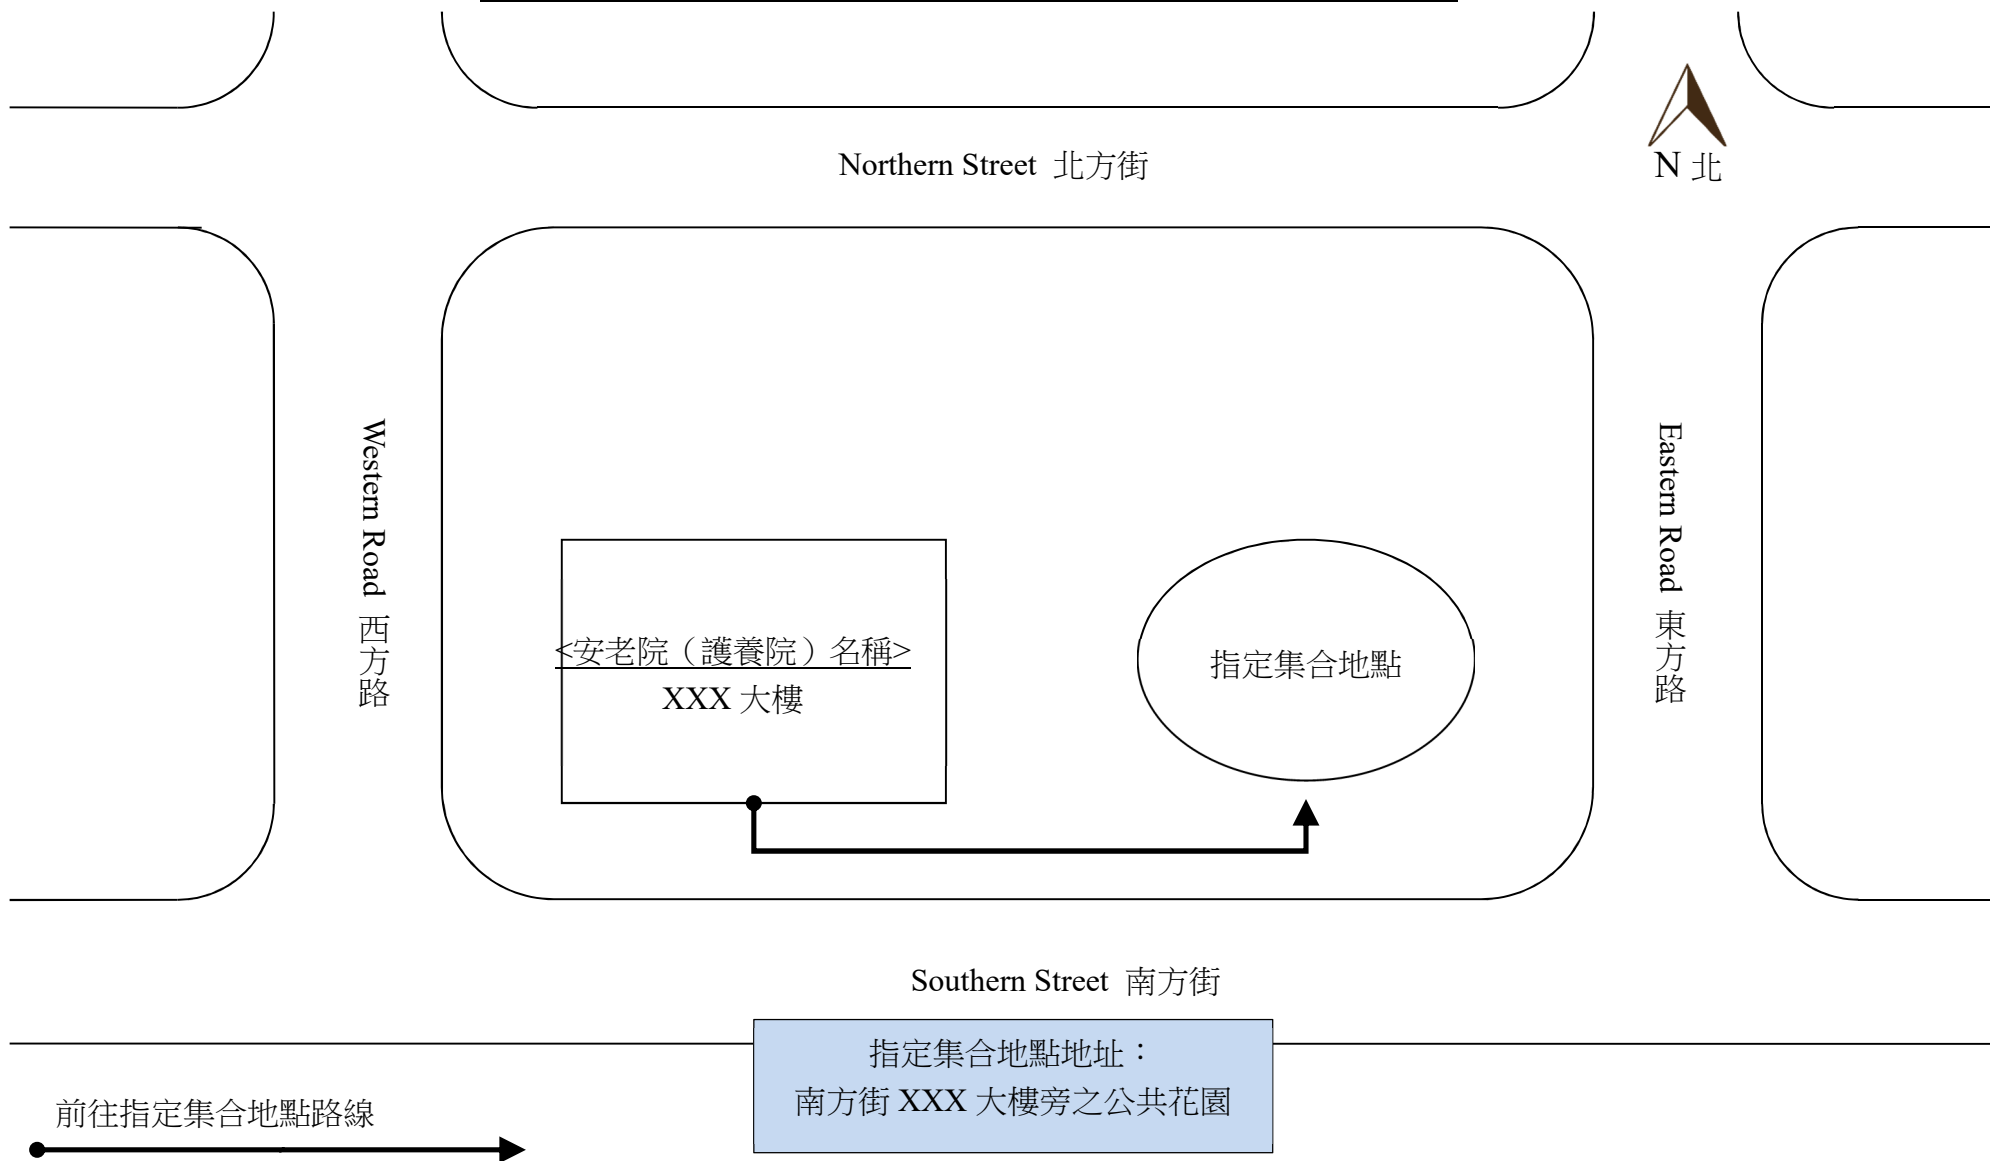 Northern Street 北方街
N 北
Western Road 西方路
Eastern Road 東方路
<安老院（護養院）名稱>
XXX 大樓
指定集合地點
Southern Street 南方街
指定集合地點地址：
南方街 XXX 大樓旁之公共花園
前往指定集合地點路線